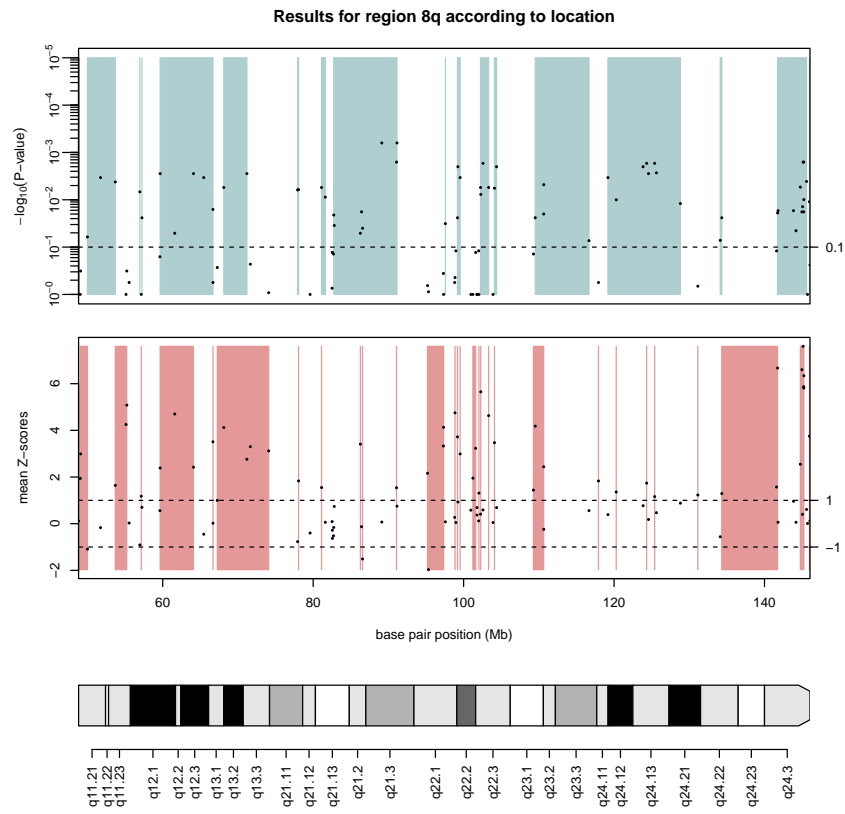 Results for region 8q according to location
−log10(P−value)
10^−5
10^−4
10^−3
10^−2
10^−1
10^−0
0.1
mean Z−scores
6
4
2
0
−2
1
−1
60 80 100 120 140
base pair position (Mb)
q11.21 q11.22 q11.23 q12.1 q12.2 q12.3 q13.1 q13.2 q13.3 q21.11 q21.12 q21.13 q21.2 q21.3 q22.1 q22.2 q22.3 q23.1 q23.2 q23.3 q24.11 q24.12 q24.13 q24.21 q24.22 q24.23 q24.3